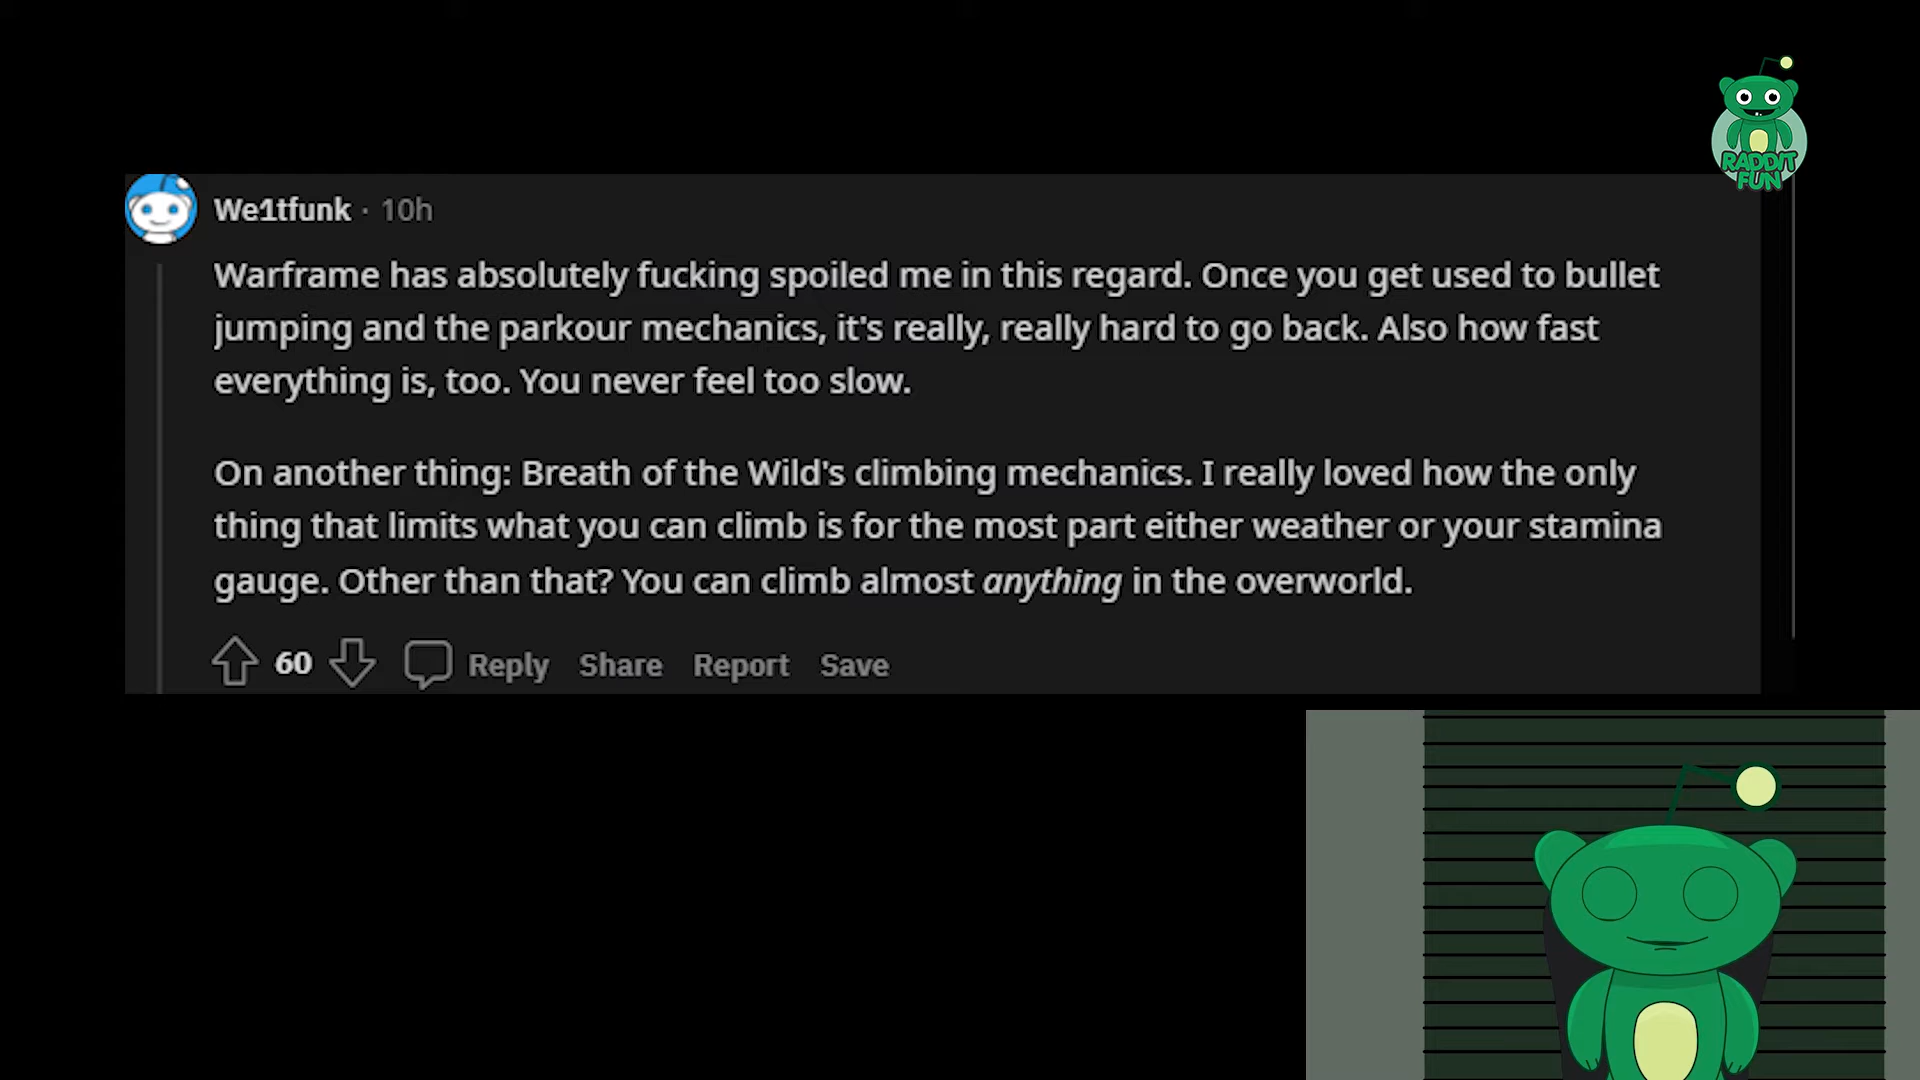 RADDIT
FUN
We1tfunk · 10h
Warframe has absolutely fucking spoiled me in this regard. Once you get used to bullet
jumping and the parkour mechanics, it's really, really hard to go back. Also how fast
everything is, too. You never feel too slow.
On another thing: Breath of the Wild's climbing mechanics. I really loved how the only
thing that limits what you can climb is for the most part either weather or your stamina
gauge. Other than that? You can climb almost anything in the overworld.
60 Reply Share Report Save